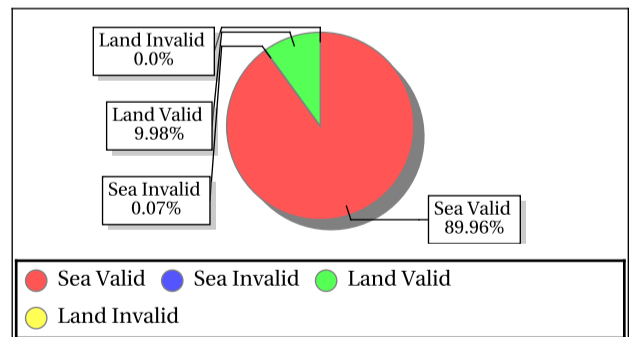 Land Invalid
0.0%
Land Valid
9.98%
Sea Invalid
0.07%
Sea Valid
89.96%
Sea Valid Sea Invalid Land Valid
Land Invalid